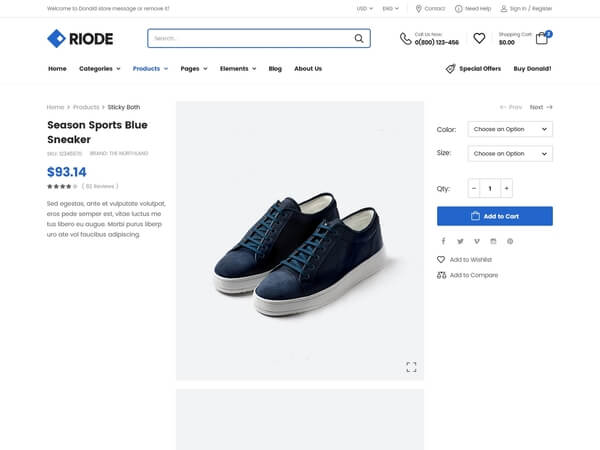 Welcome to Donald store message or remove it!
USD
ENG
Contact
Need Help
Sign in / Register
RIODE
Search...
Call Us Now:
0(800) 123-456
Shopping Cart:
$0.00
2
Home
Categories
Products
Pages
Elements
Blog
About Us
Special Offers
Buy Donald!
Home > Products > Sticky Both
Prev
Next
Season Sports Blue
Sneaker
BRAND: THE NORTHLAND
$93.14
Sed egestas, ante et vulputate volutpat,
eros pede semper est, vitae luctus me
tus libero eu augue. Morbi purus liberp
uro ate vol faucibus adipiscing.
Color:
Choose an Option
Size:
Choose an Option
Qty:
- 1 +
Add to Cart
Add to Wishlist
Add to Compare